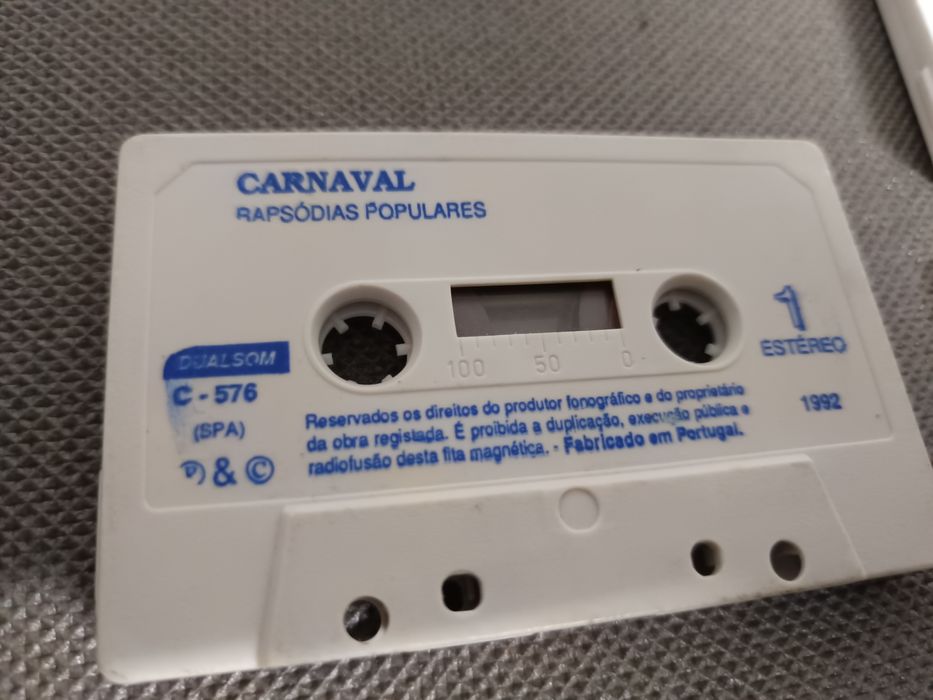 CARNAVAL
RAPSÓDIAS POPULARES
1
ESTÉREO
100 50 0
DUALSOM
C - 576
(SPA)
℗ & ©
Reservados os direitos do produtor fonográfico e do proprietário
da obra registada. É proibida a duplicação, execução pública e
radiofusão desta fita magnética. - Fabricado em Portugal.
1992